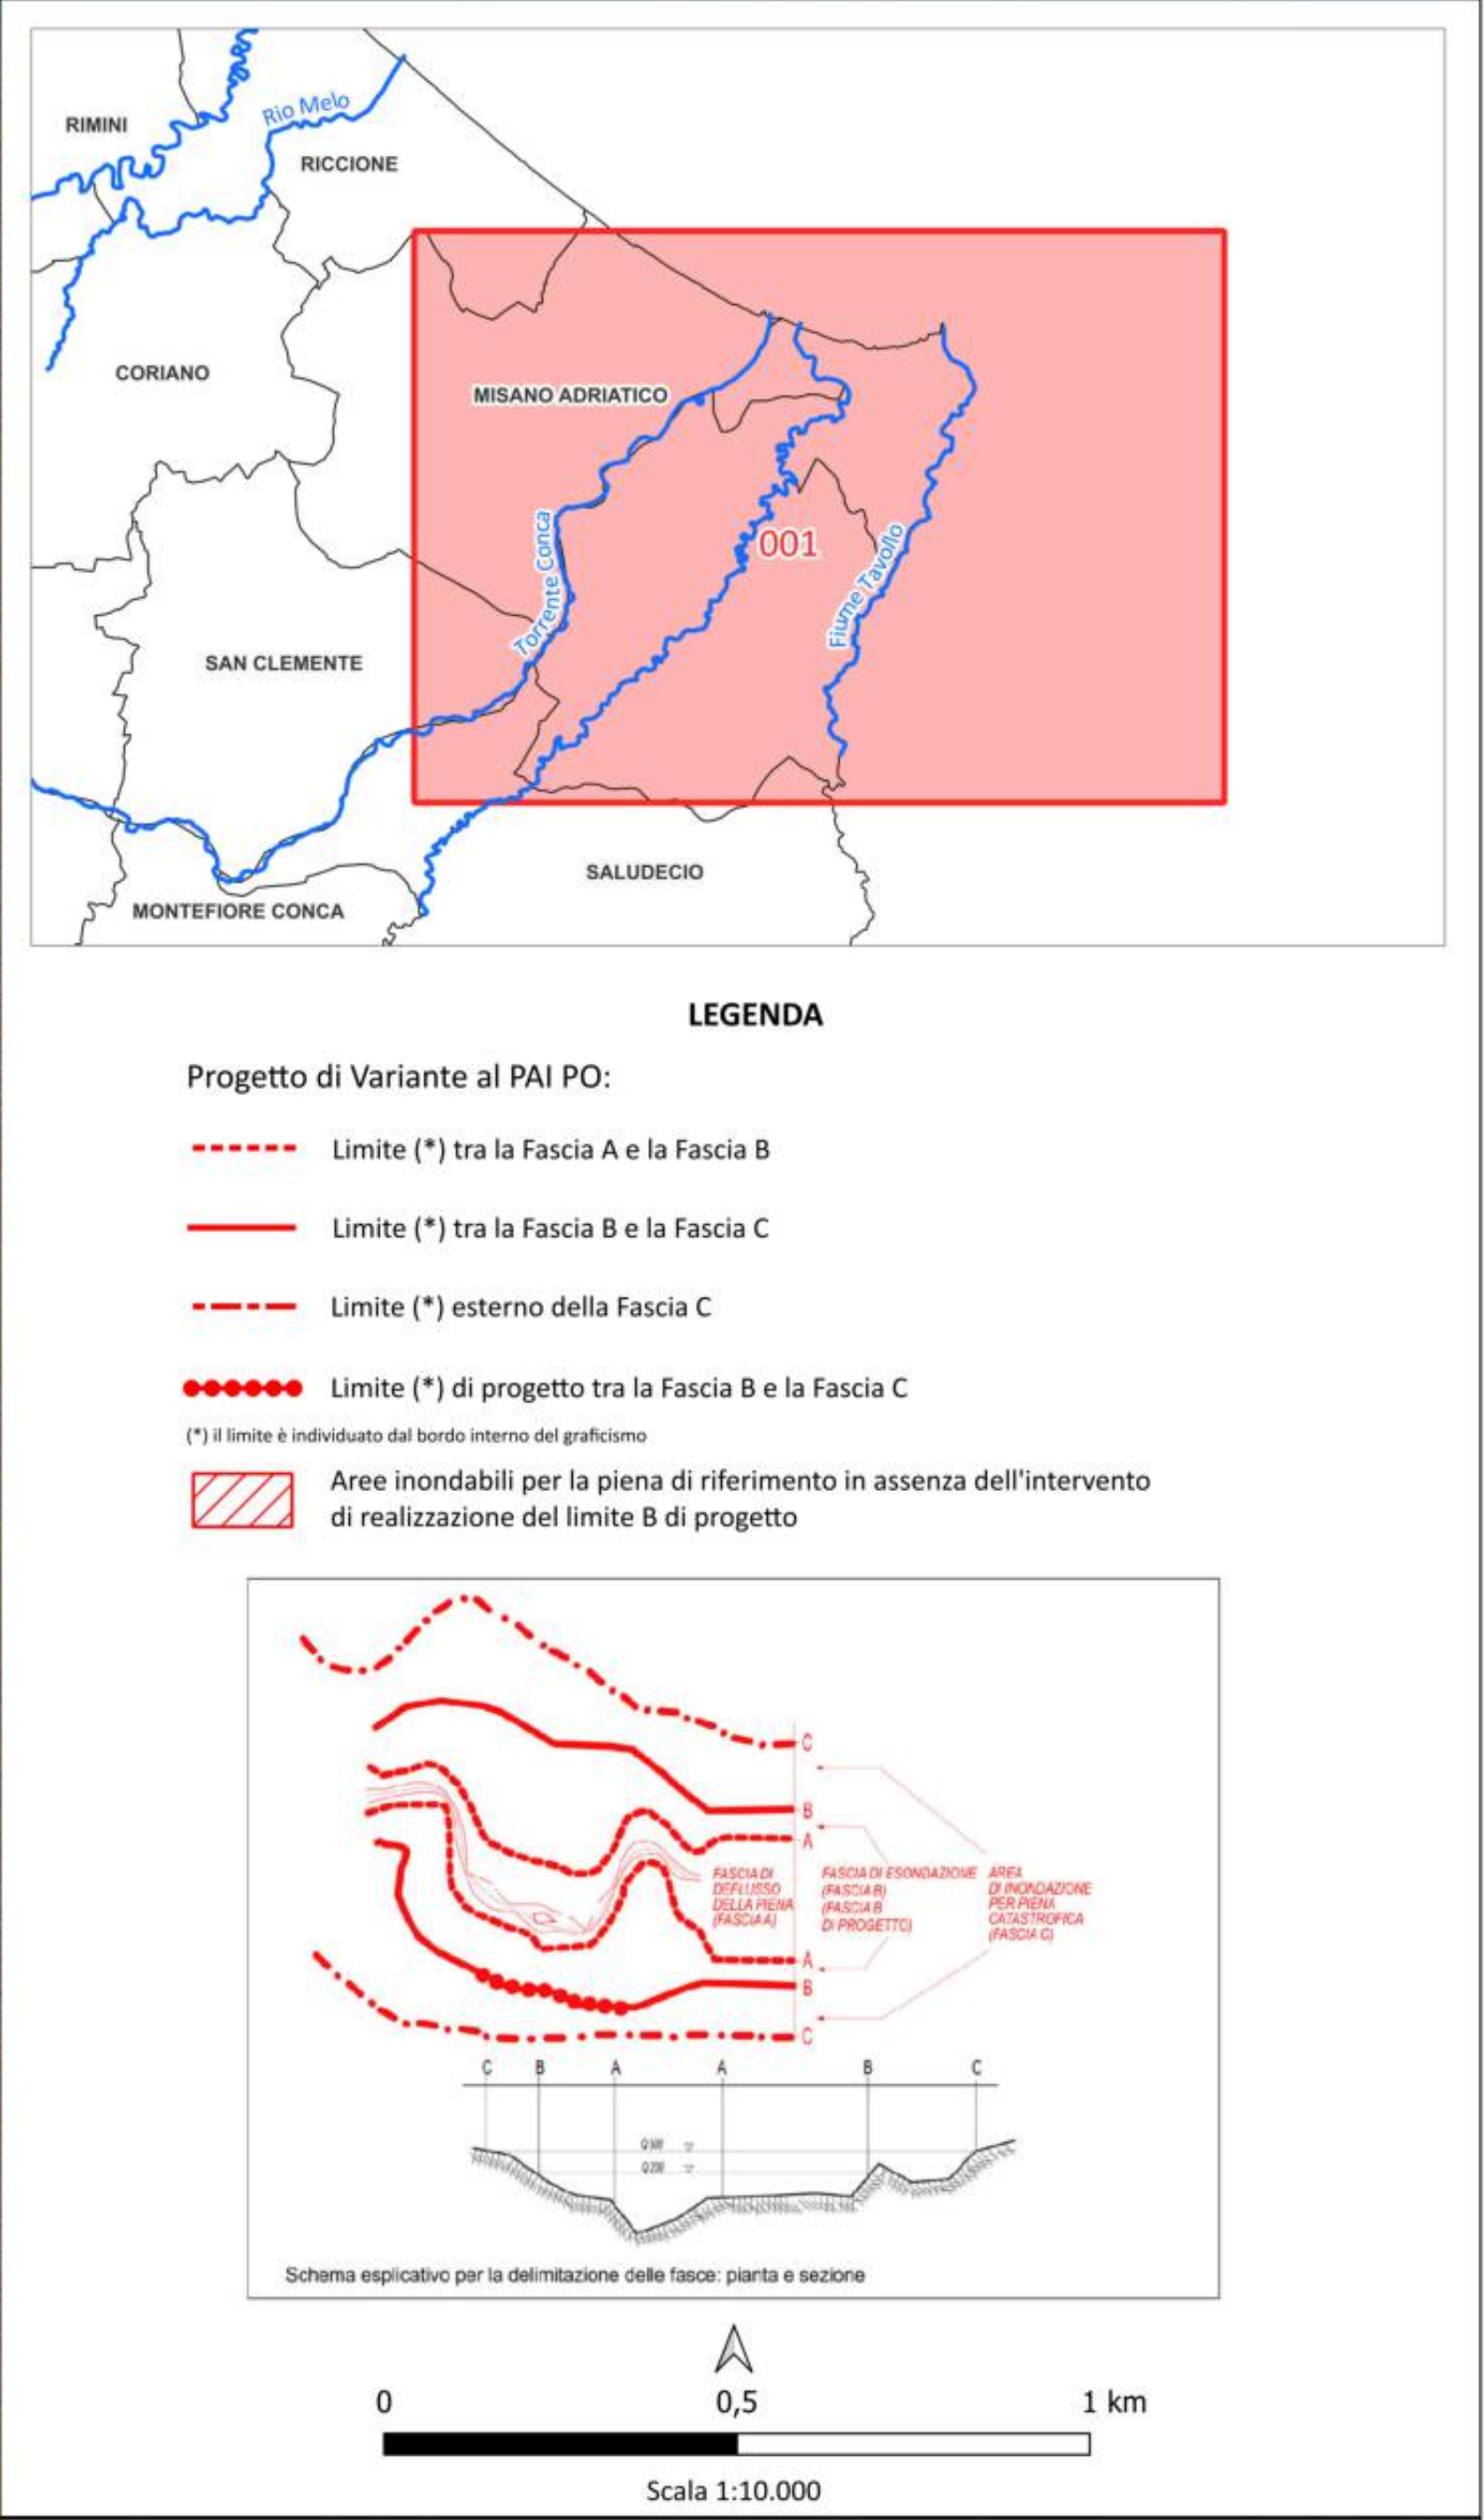 Rio Melo
RIMINI
RICCIONE
CORIANO
MISANO ADRIATICO
001
Torrente Conca
Fiume Tavollo
SAN CLEMENTE
SALUDECIO
MONTEFIORE CONCA
LEGENDA
Progetto di Variante al PAI PO:
Limite (*) tra la Fascia A e la Fascia B
Limite (*) tra la Fascia B e la Fascia C
Limite (*) esterno della Fascia C
Limite (*) di progetto tra la Fascia B e la Fascia C
(*) il limite è individuato dal bordo interno del graficismo
Aree inondabili per la piena di riferimento in assenza dell'intervento
di realizzazione del limite B di progetto
C
B
A
FASCIA DI
DEFLUSSO
DELLA PIENA
(FASCIA A)
FASCIA DI ESONDAZIONE
(FASCIA B)
(FASCIA B
DI PROGETTO)
AREA
DI INONDAZIONE
PER PIENA
CATASTROFICA
(FASCIA C)
A
B
C
C B A A B C
Q500
Q200
Schema esplicativo per la delimitazione delle fasce: pianta e sezione
0 0,5 1 km
Scala 1:10.000